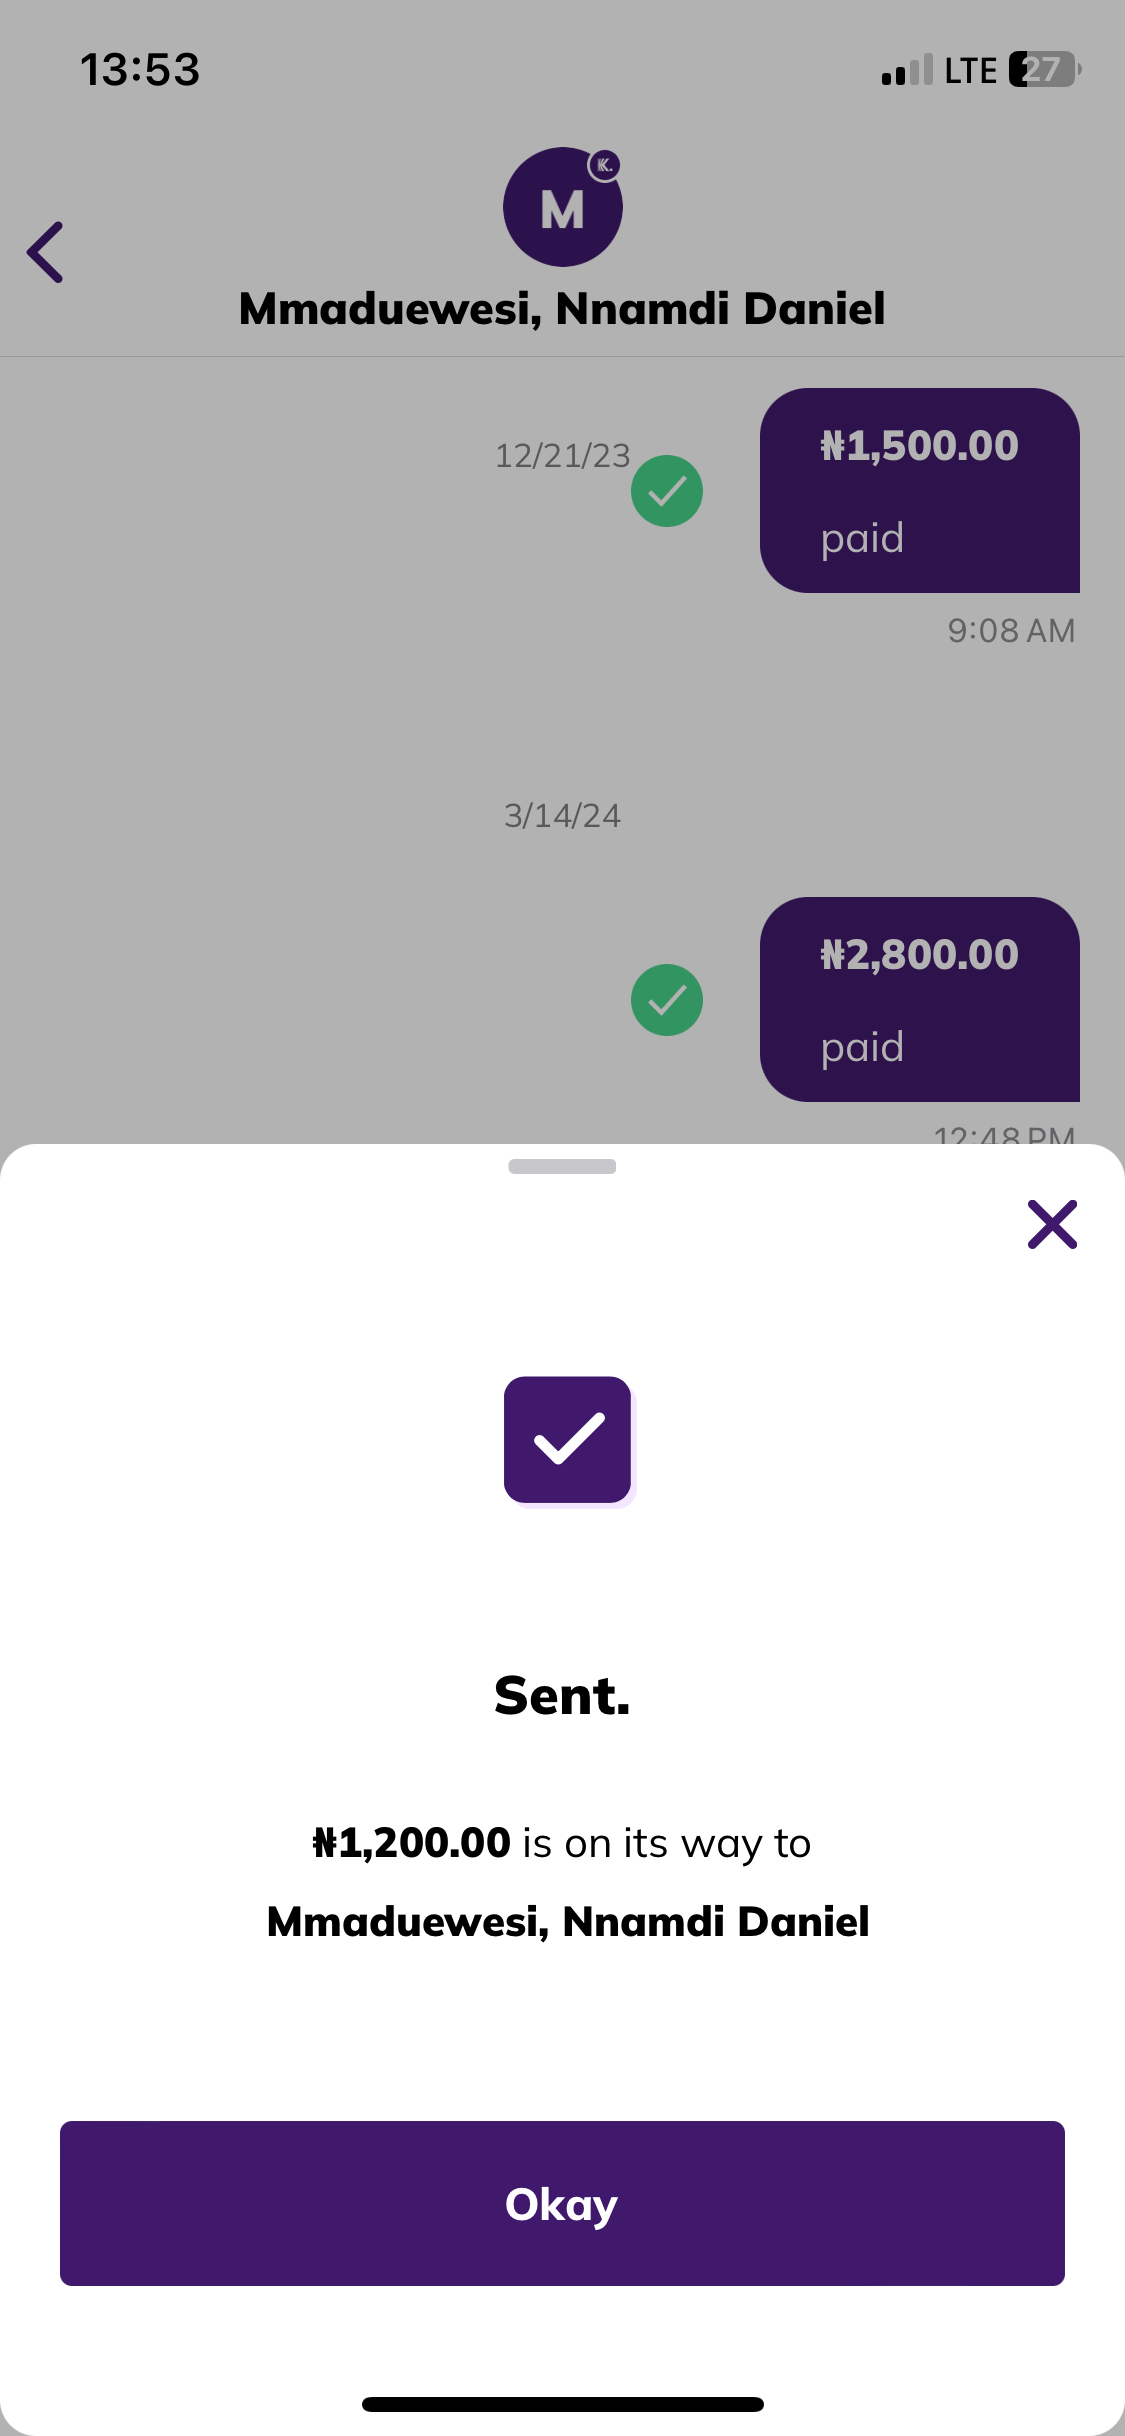 13:53
LTE 27
K.
M
Mmaduewesi, Nnamdi Daniel
12/21/23
₦1,500.00
paid
9:08 AM
3/14/24
₦2,800.00
paid
12:48 PM
Sent.
₦1,200.00 is on its way to
Mmaduewesi, Nnamdi Daniel
Okay